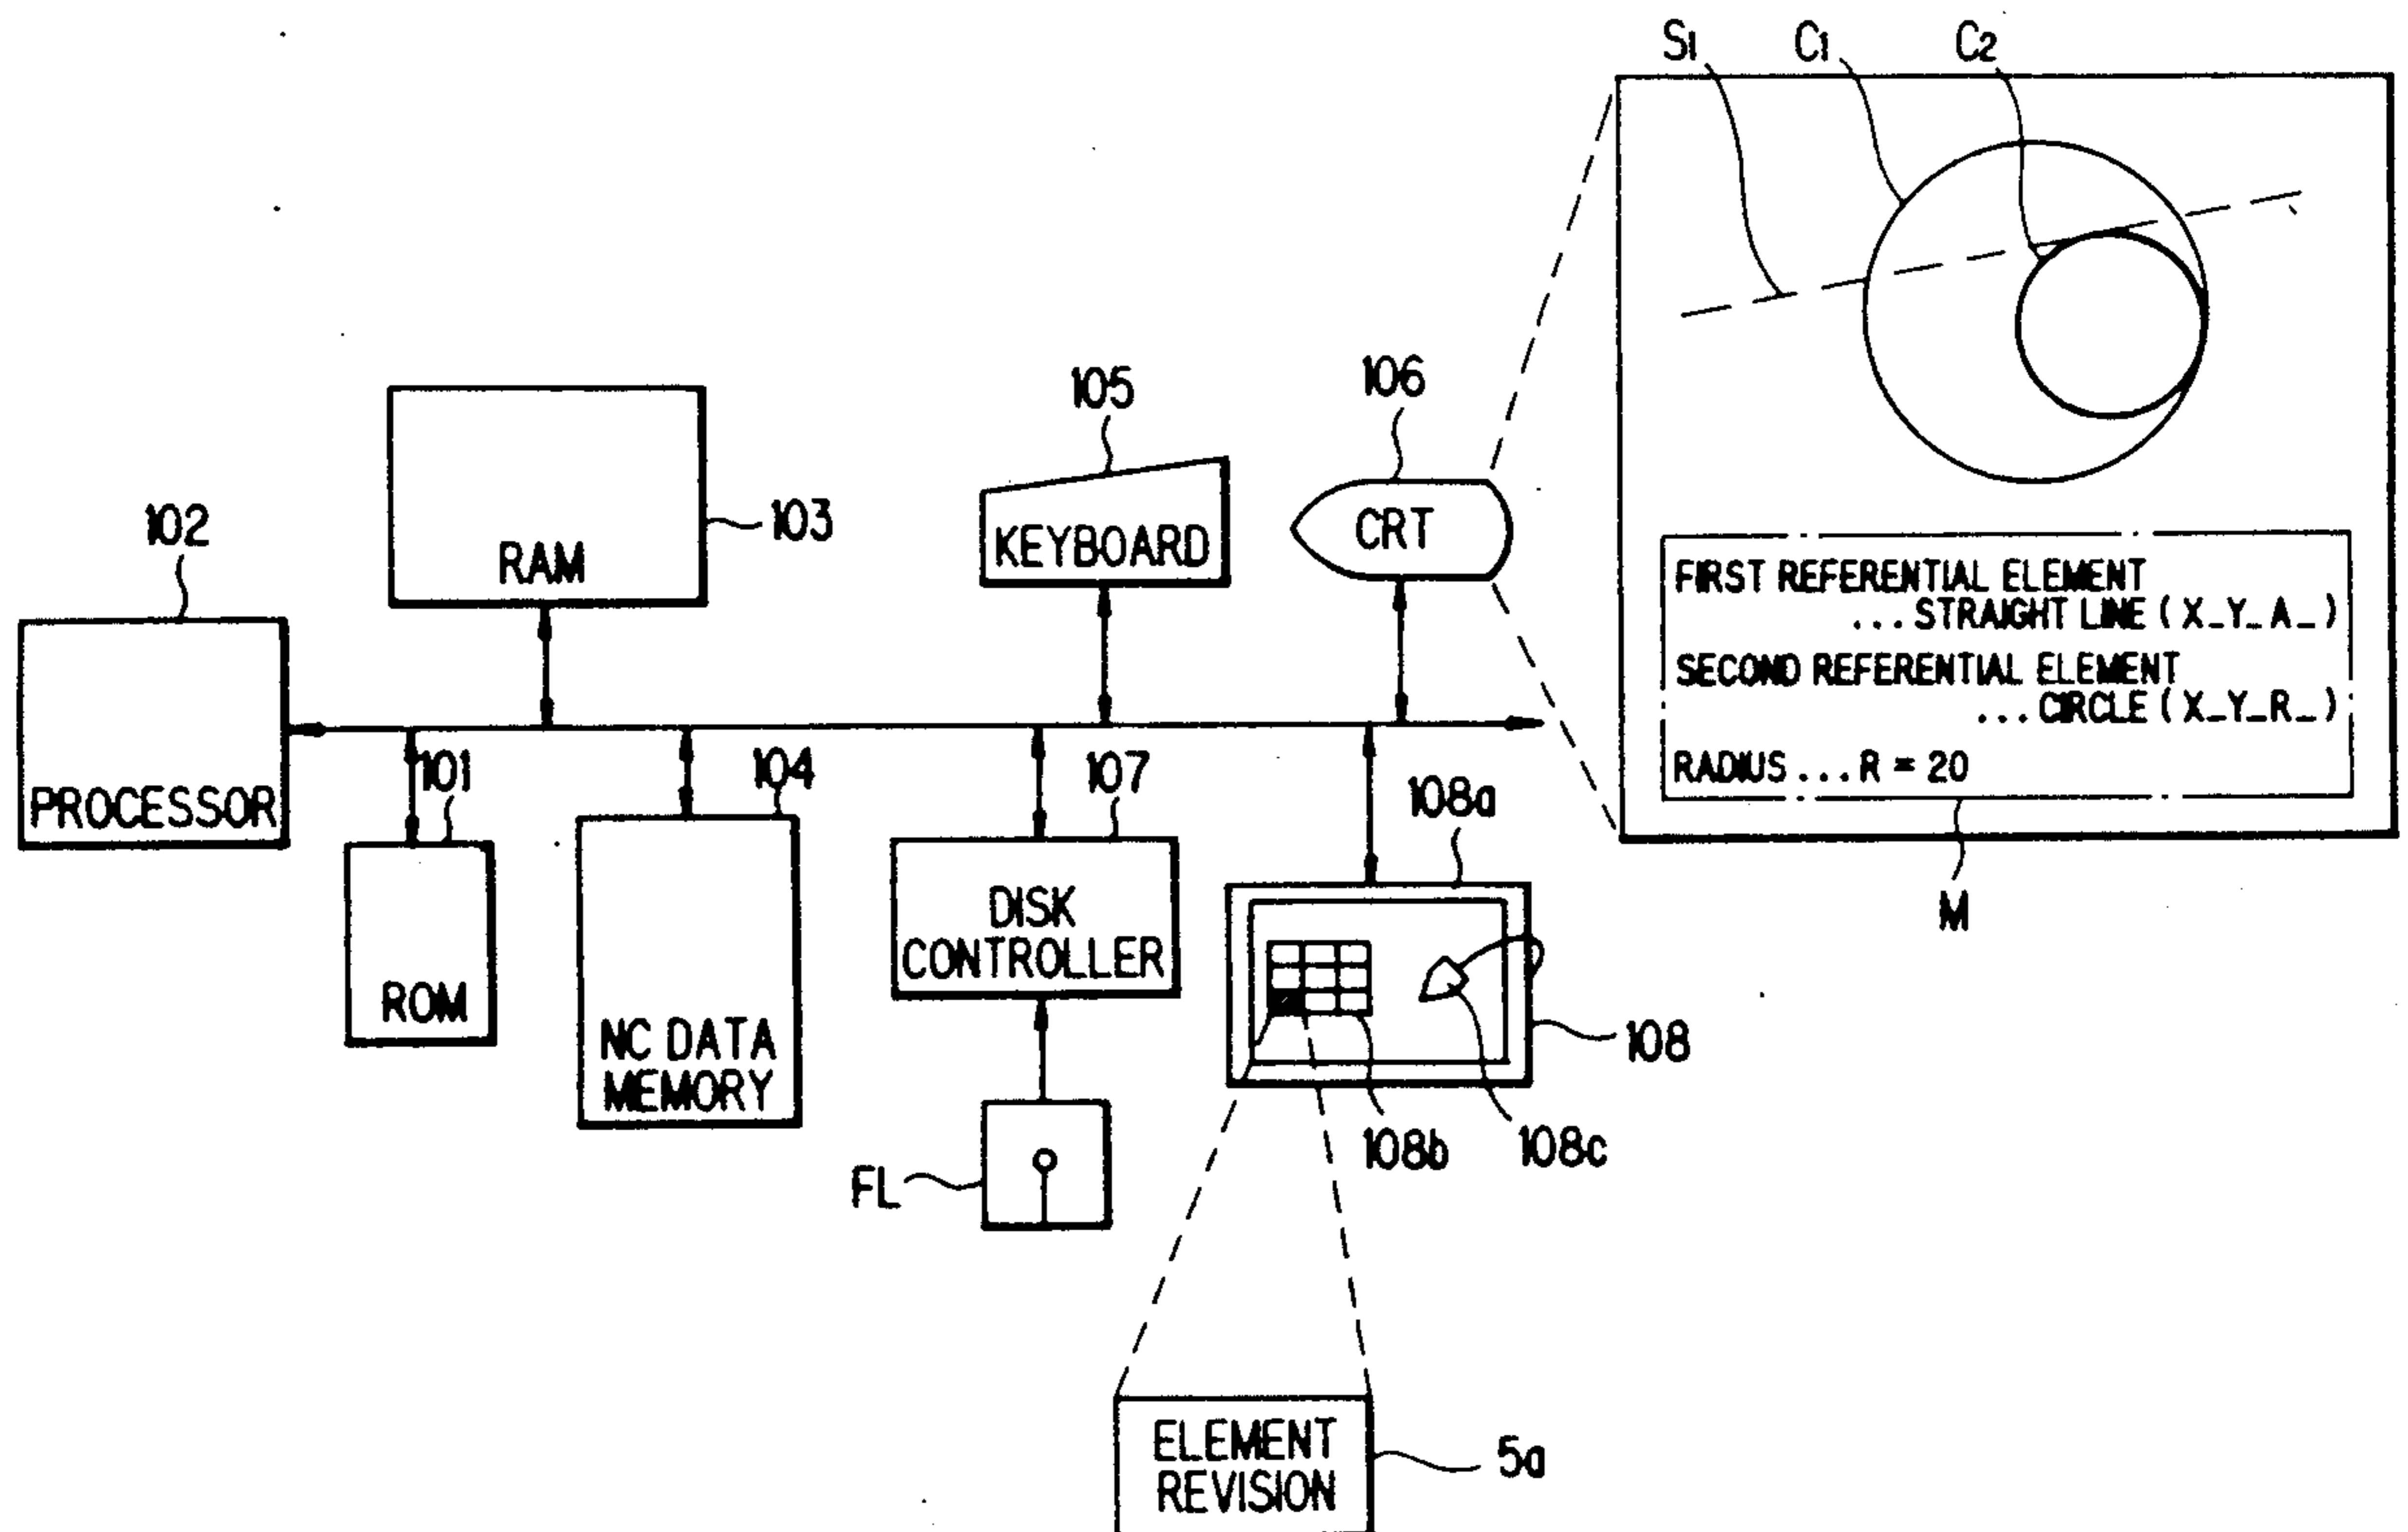 S1 C1 C2
105
106
102
103
RAM
KEYBOARD
CRT
FIRST REFERENTIAL ELEMENT
...STRAIGHT LINE (X_Y_A_)
SECOND REFERENTIAL ELEMENT
...CIRCLE (X_Y_R_)
RADIUS...R = 20
M
PROCESSOR
101
104
107
108a
ROM
NC DATA
MEMORY
DISK
CONTROLLER
108
108b
108c
FL
ELEMENT
REVISION
5a